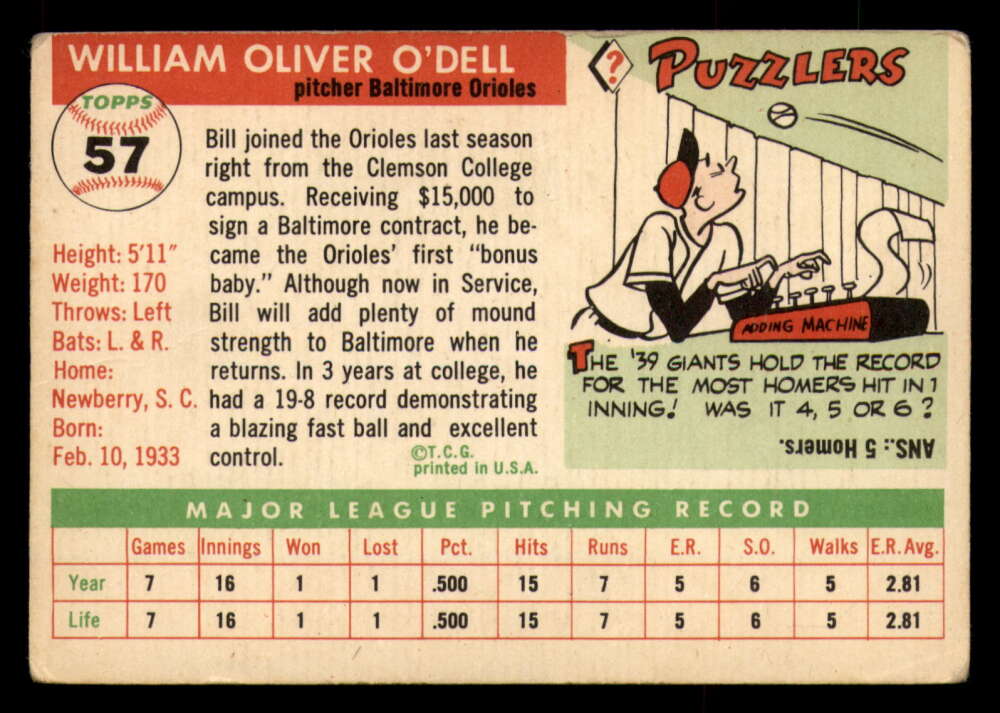 WILLIAM OLIVER O'DELL
pitcher Baltimore Orioles
TOPPS
57
Height: 5'11"
Weight: 170
Throws: Left
Bats: L. & R.
Home:
Newberry, S. C.
Born:
Feb. 10, 1933
Bill joined the Orioles last season
right from the Clemson College
campus. Receiving $15,000 to
sign a Baltimore contract, he be-
came the Orioles' first "bonus
baby." Although now in Service,
Bill will add plenty of mound
strength to Baltimore when he
returns. In 3 years at college, he
had a 19-8 record demonstrating
a blazing fast ball and excellent
control.
©T.C.G.
printed in U.S.A.
?
PUZZLERS
ADDING MACHINE
THE '39 GIANTS HOLD THE RECORD
FOR THE MOST HOMERS HIT IN 1
INNING! WAS IT 4, 5 OR 6?
ANS.: 5 Homers.
MAJOR LEAGUE PITCHING RECORD
Games Innings Won Lost Pct. Hits Runs E.R. S.O. Walks E.R.Avg.
Year 7 16 1 1 .500 15 7 5 6 5 2.81
Life 7 16 1 1 .500 15 7 5 6 5 2.81